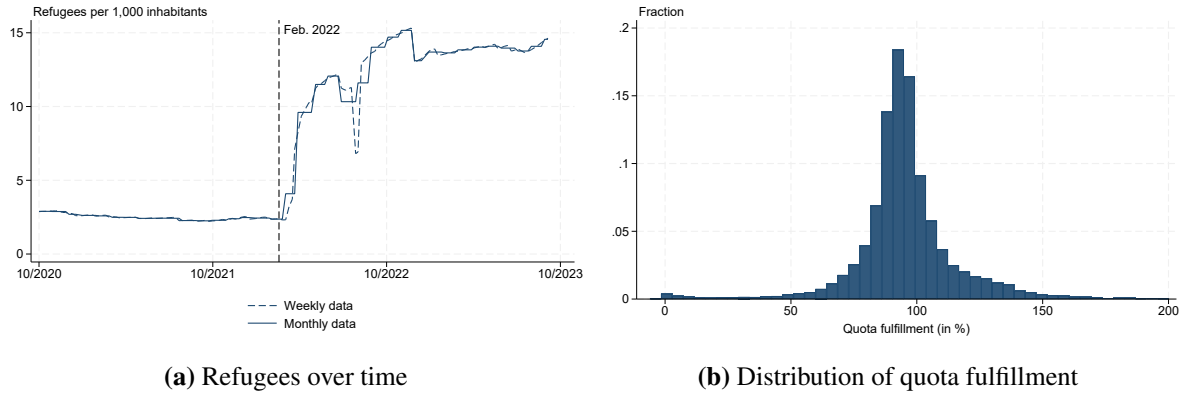 Refugees per 1,000 inhabitants
15
10
5
0
Feb. 2022
10/2020
10/2021
10/2022
10/2023
Weekly data
Monthly data
(a) Refugees over time
Fraction
.2
.15
.1
.05
0
0
50
100
150
200
Quota fulfillment (in %)
(b) Distribution of quota fulfillment